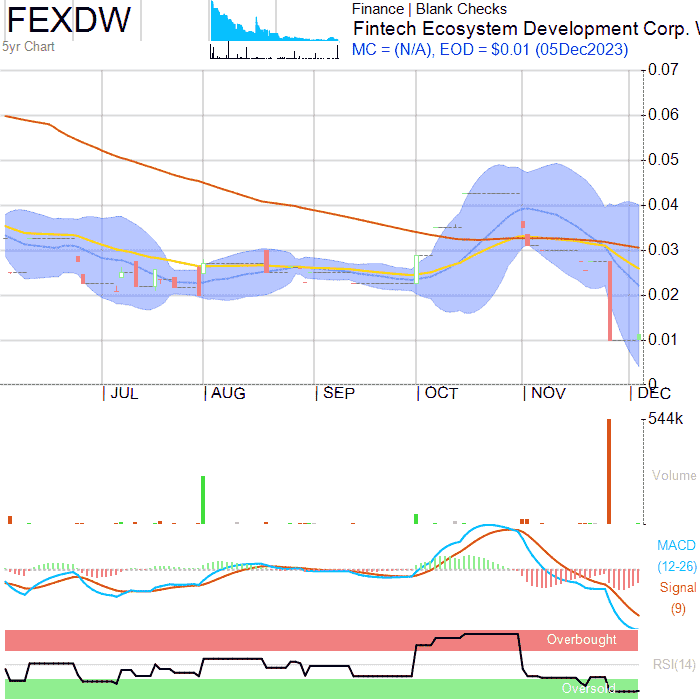 FEXDW
5yr Chart
Finance | Blank Checks
Fintech Ecosystem Development Corp. W
MC = (N/A), EOD = $0.01 (05Dec2023)
0.07
0.06
0.05
0.04
0.03
0.02
0.01
0
JUL AUG SEP OCT NOV DEC
544k
Volume
MACD
(12-26)
Signal
(9)
Overbought
RSI(14)
Oversold